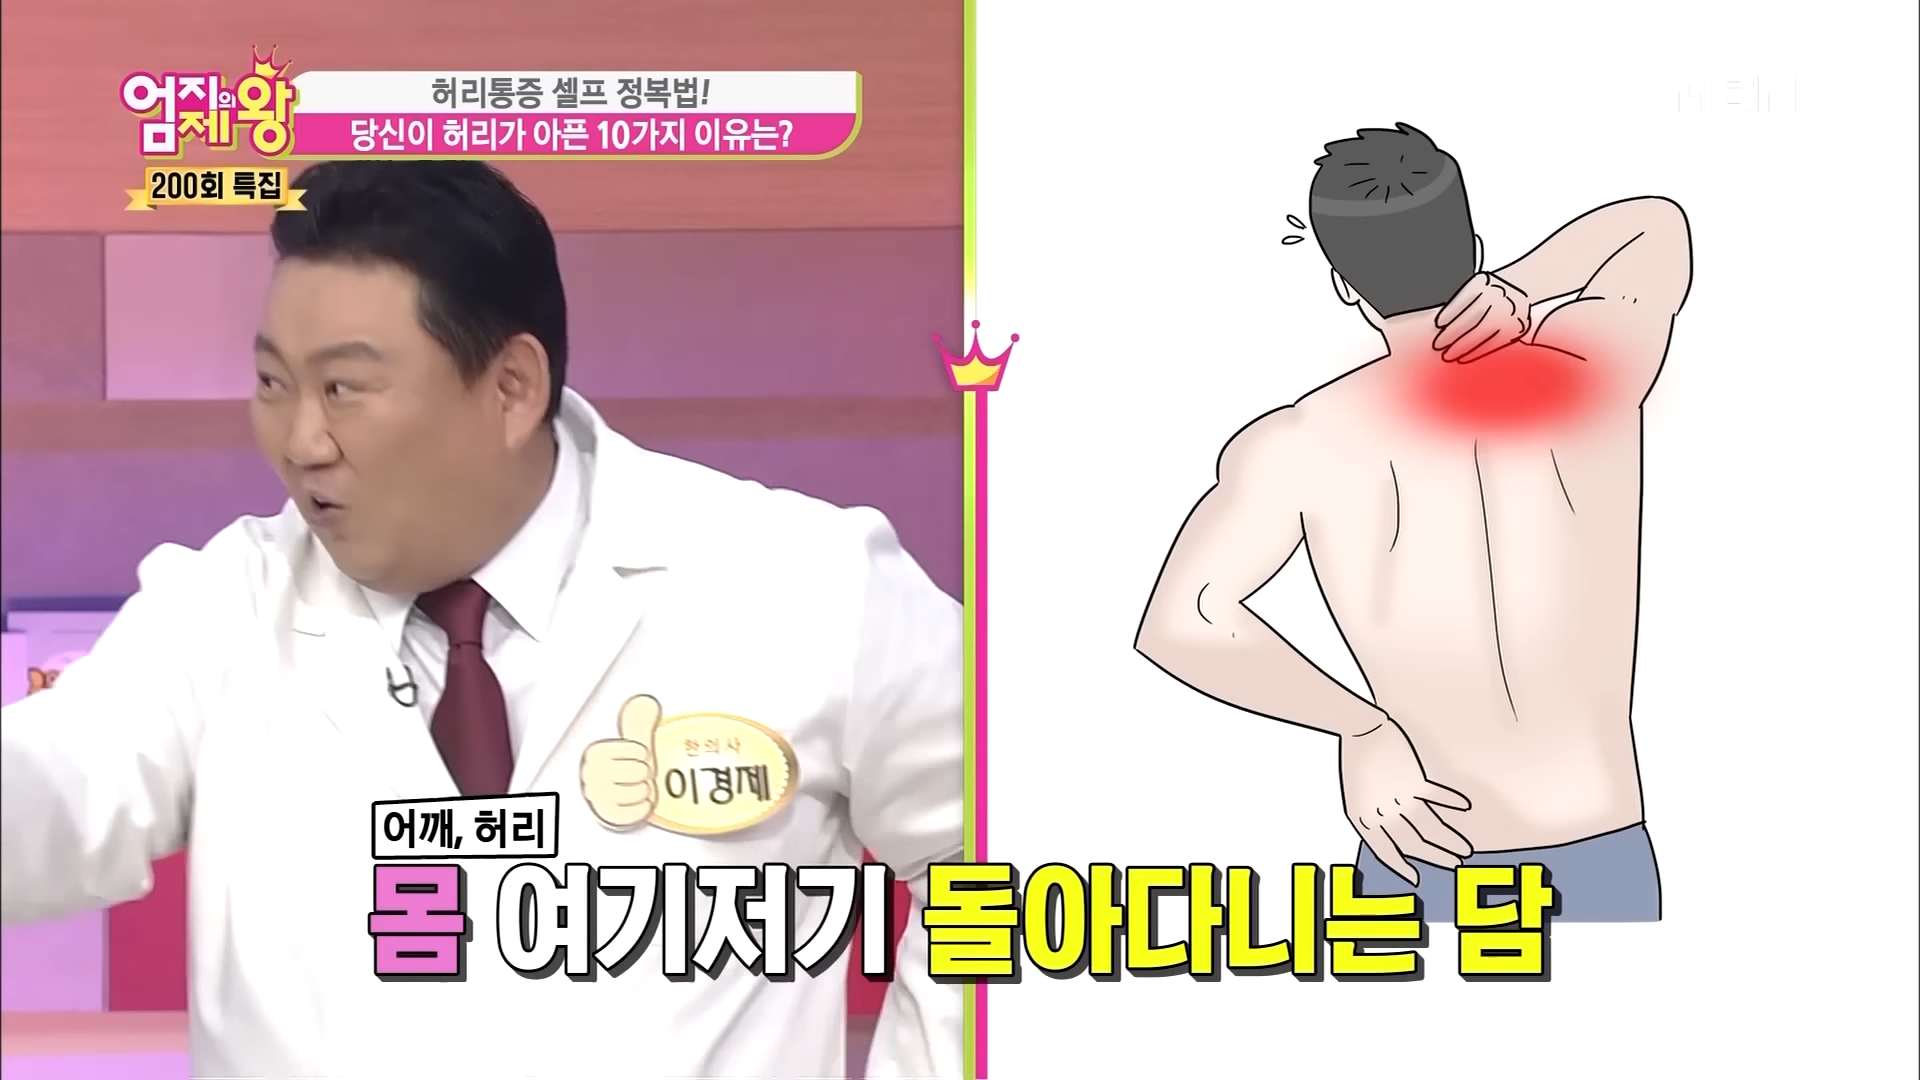 엄지의 제왕
200회 특집
허리통증 셀프 정복법!
당신이 허리가 아픈 10가지 이유는?
MBN
한의사
이경제
어깨, 허리
몸 여기저기 돌아다니는 담